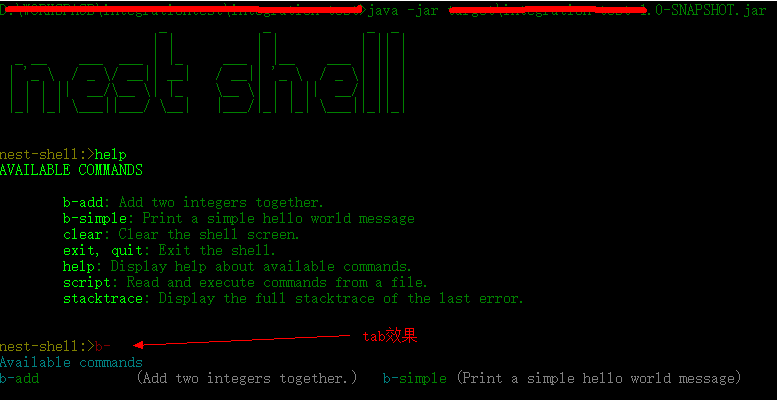 >java -jar 1.0-SNAPSHOT.jar
nest shell
nest-shell:>help
AVAILABLE COMMANDS
b-add: Add two integers together.
b-simple: Print a simple hello world message
clear: Clear the shell screen.
exit, quit: Exit the shell.
help: Display help about available commands.
script: Read and execute commands from a file.
stacktrace: Display the full stacktrace of the last error.
nest-shell:>b- tab效果
Available commands
b-add (Add two integers together.) b-simple (Print a simple hello world message)